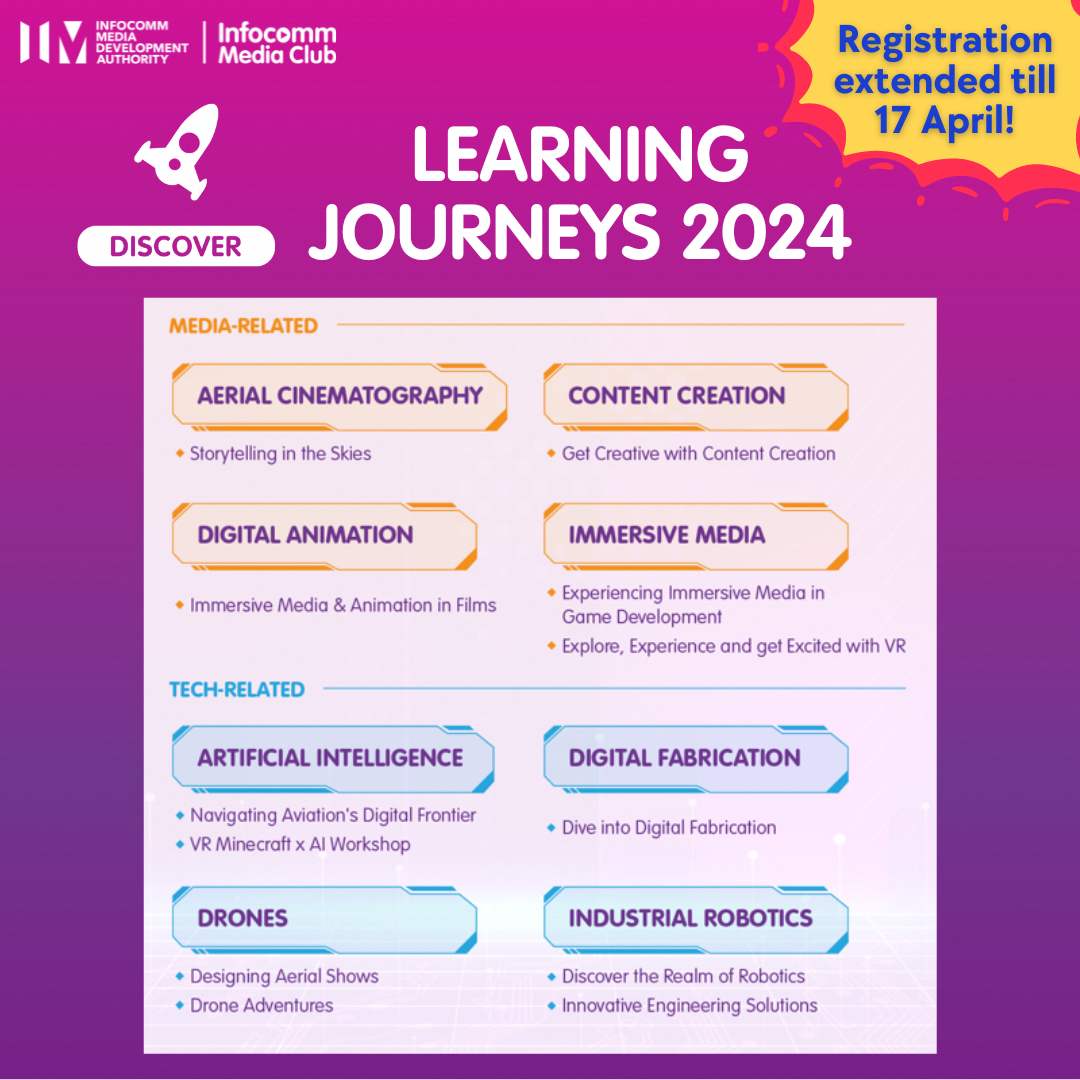 INFOCOMM
MEDIA
DEVELOPMENT
AUTHORITY
Infocomm
Media Club
Registration
extended till
17 April!
DISCOVER
LEARNING
JOURNEYS 2024
MEDIA-RELATED
AERIAL CINEMATOGRAPHY
Storytelling in the Skies
CONTENT CREATION
Get Creative with Content Creation
DIGITAL ANIMATION
Immersive Media & Animation in Films
IMMERSIVE MEDIA
Experiencing Immersive Media in
Game Development
Explore, Experience and get Excited with VR
TECH-RELATED
ARTIFICIAL INTELLIGENCE
Navigating Aviation's Digital Frontier
VR Minecraft x AI Workshop
DIGITAL FABRICATION
Dive into Digital Fabrication
DRONES
Designing Aerial Shows
Drone Adventures
INDUSTRIAL ROBOTICS
Discover the Realm of Robotics
Innovative Engineering Solutions